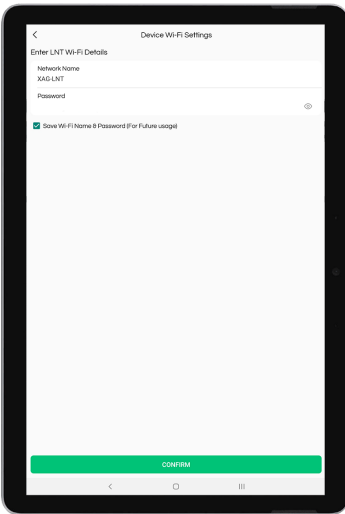 Device Wi-Fi Settings
Enter LNT Wi-Fi Details
Network Name
XAG-LNT
Password
Save Wi-Fi Name & Password (For Future usage)
CONFIRM